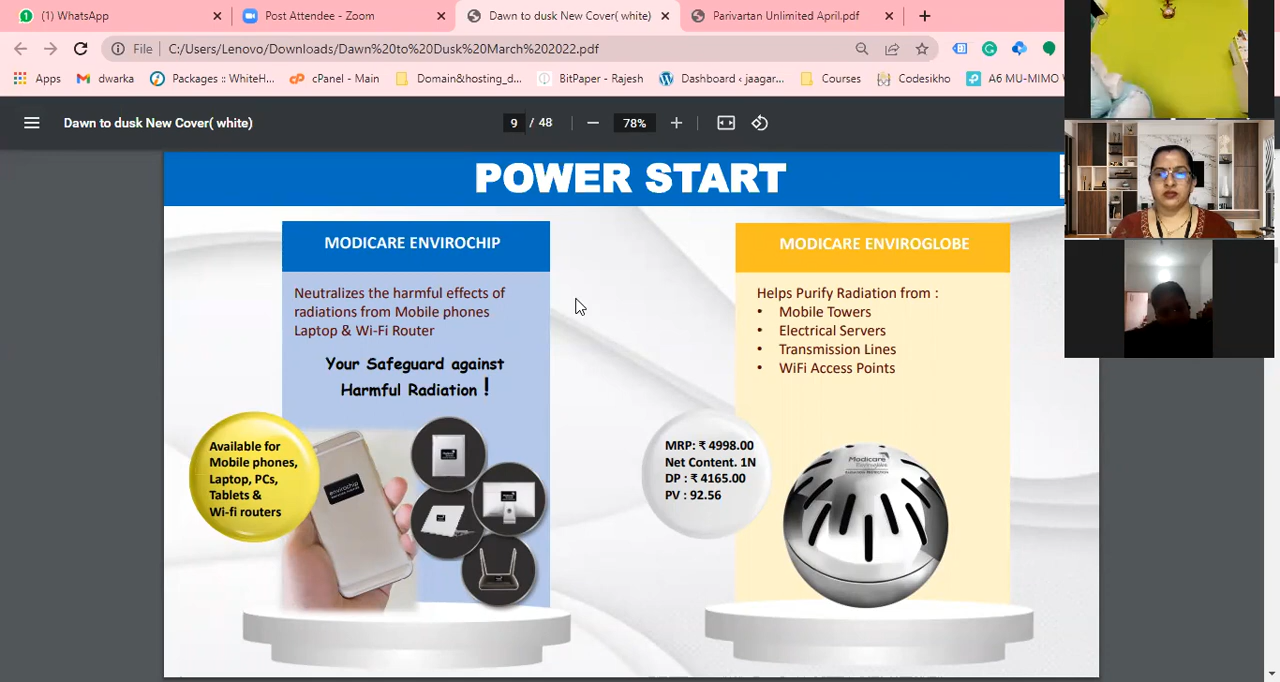 (1) WhatsApp
Post Attendee - Zoom
Dawn to dusk New Cover( white)
Parivartan Unlimited April.pdf
File
C:/Users/Lenovo/Downloads/Dawn%20to%20Dusk%20March%202022.pdf
Apps
dwarka
Packages :: WhiteH...
cPanel - Main
Domain&hosting_d...
BitPaper - Rajesh
Dashboard ‹ jaagar...
Courses
Codesikho
A6 MU-MIMO
Dawn to dusk New Cover( white)
9 / 48
78%
POWER START
MODICARE ENVIROCHIP
Neutralizes the harmful effects of
radiations from Mobile phones
Laptop & Wi-Fi Router
Your Safeguard against
Harmful Radiation !
Available for
Mobile phones,
Laptop, PCs,
Tablets &
Wi-fi routers
envirochip
MODICARE ENVIROGLOBE
Helps Purify Radiation from :
• Mobile Towers
• Electrical Servers
• Transmission Lines
• WiFi Access Points
MRP: ₹ 4998.00
Net Content. 1N
DP : ₹ 4165.00
PV : 92.56
Modicare